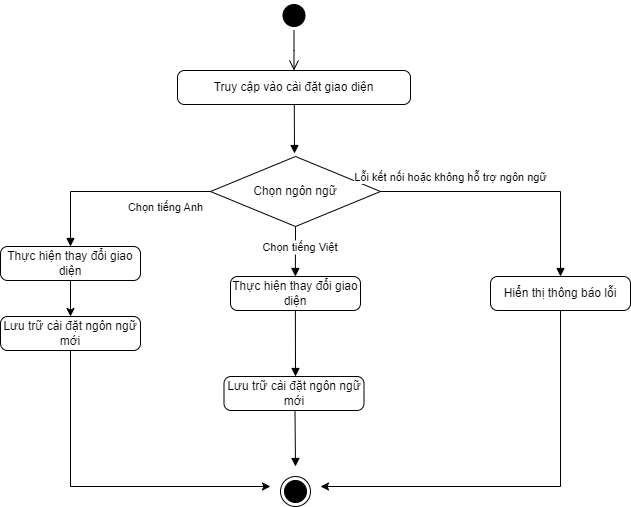 Truy cập vào cài đặt giao diện
Lỗi kết nối hoặc không hỗ trợ ngôn ngữ
Chọn ngôn ngữ
Chọn tiếng Anh
Chọn tiếng Việt
Thực hiện thay đổi giao
diện
Thực hiện thay đổi giao
diện
Hiển thị thông báo lỗi
Lưu trữ cài đặt ngôn ngữ
mới
Lưu trữ cài đặt ngôn ngữ
mới